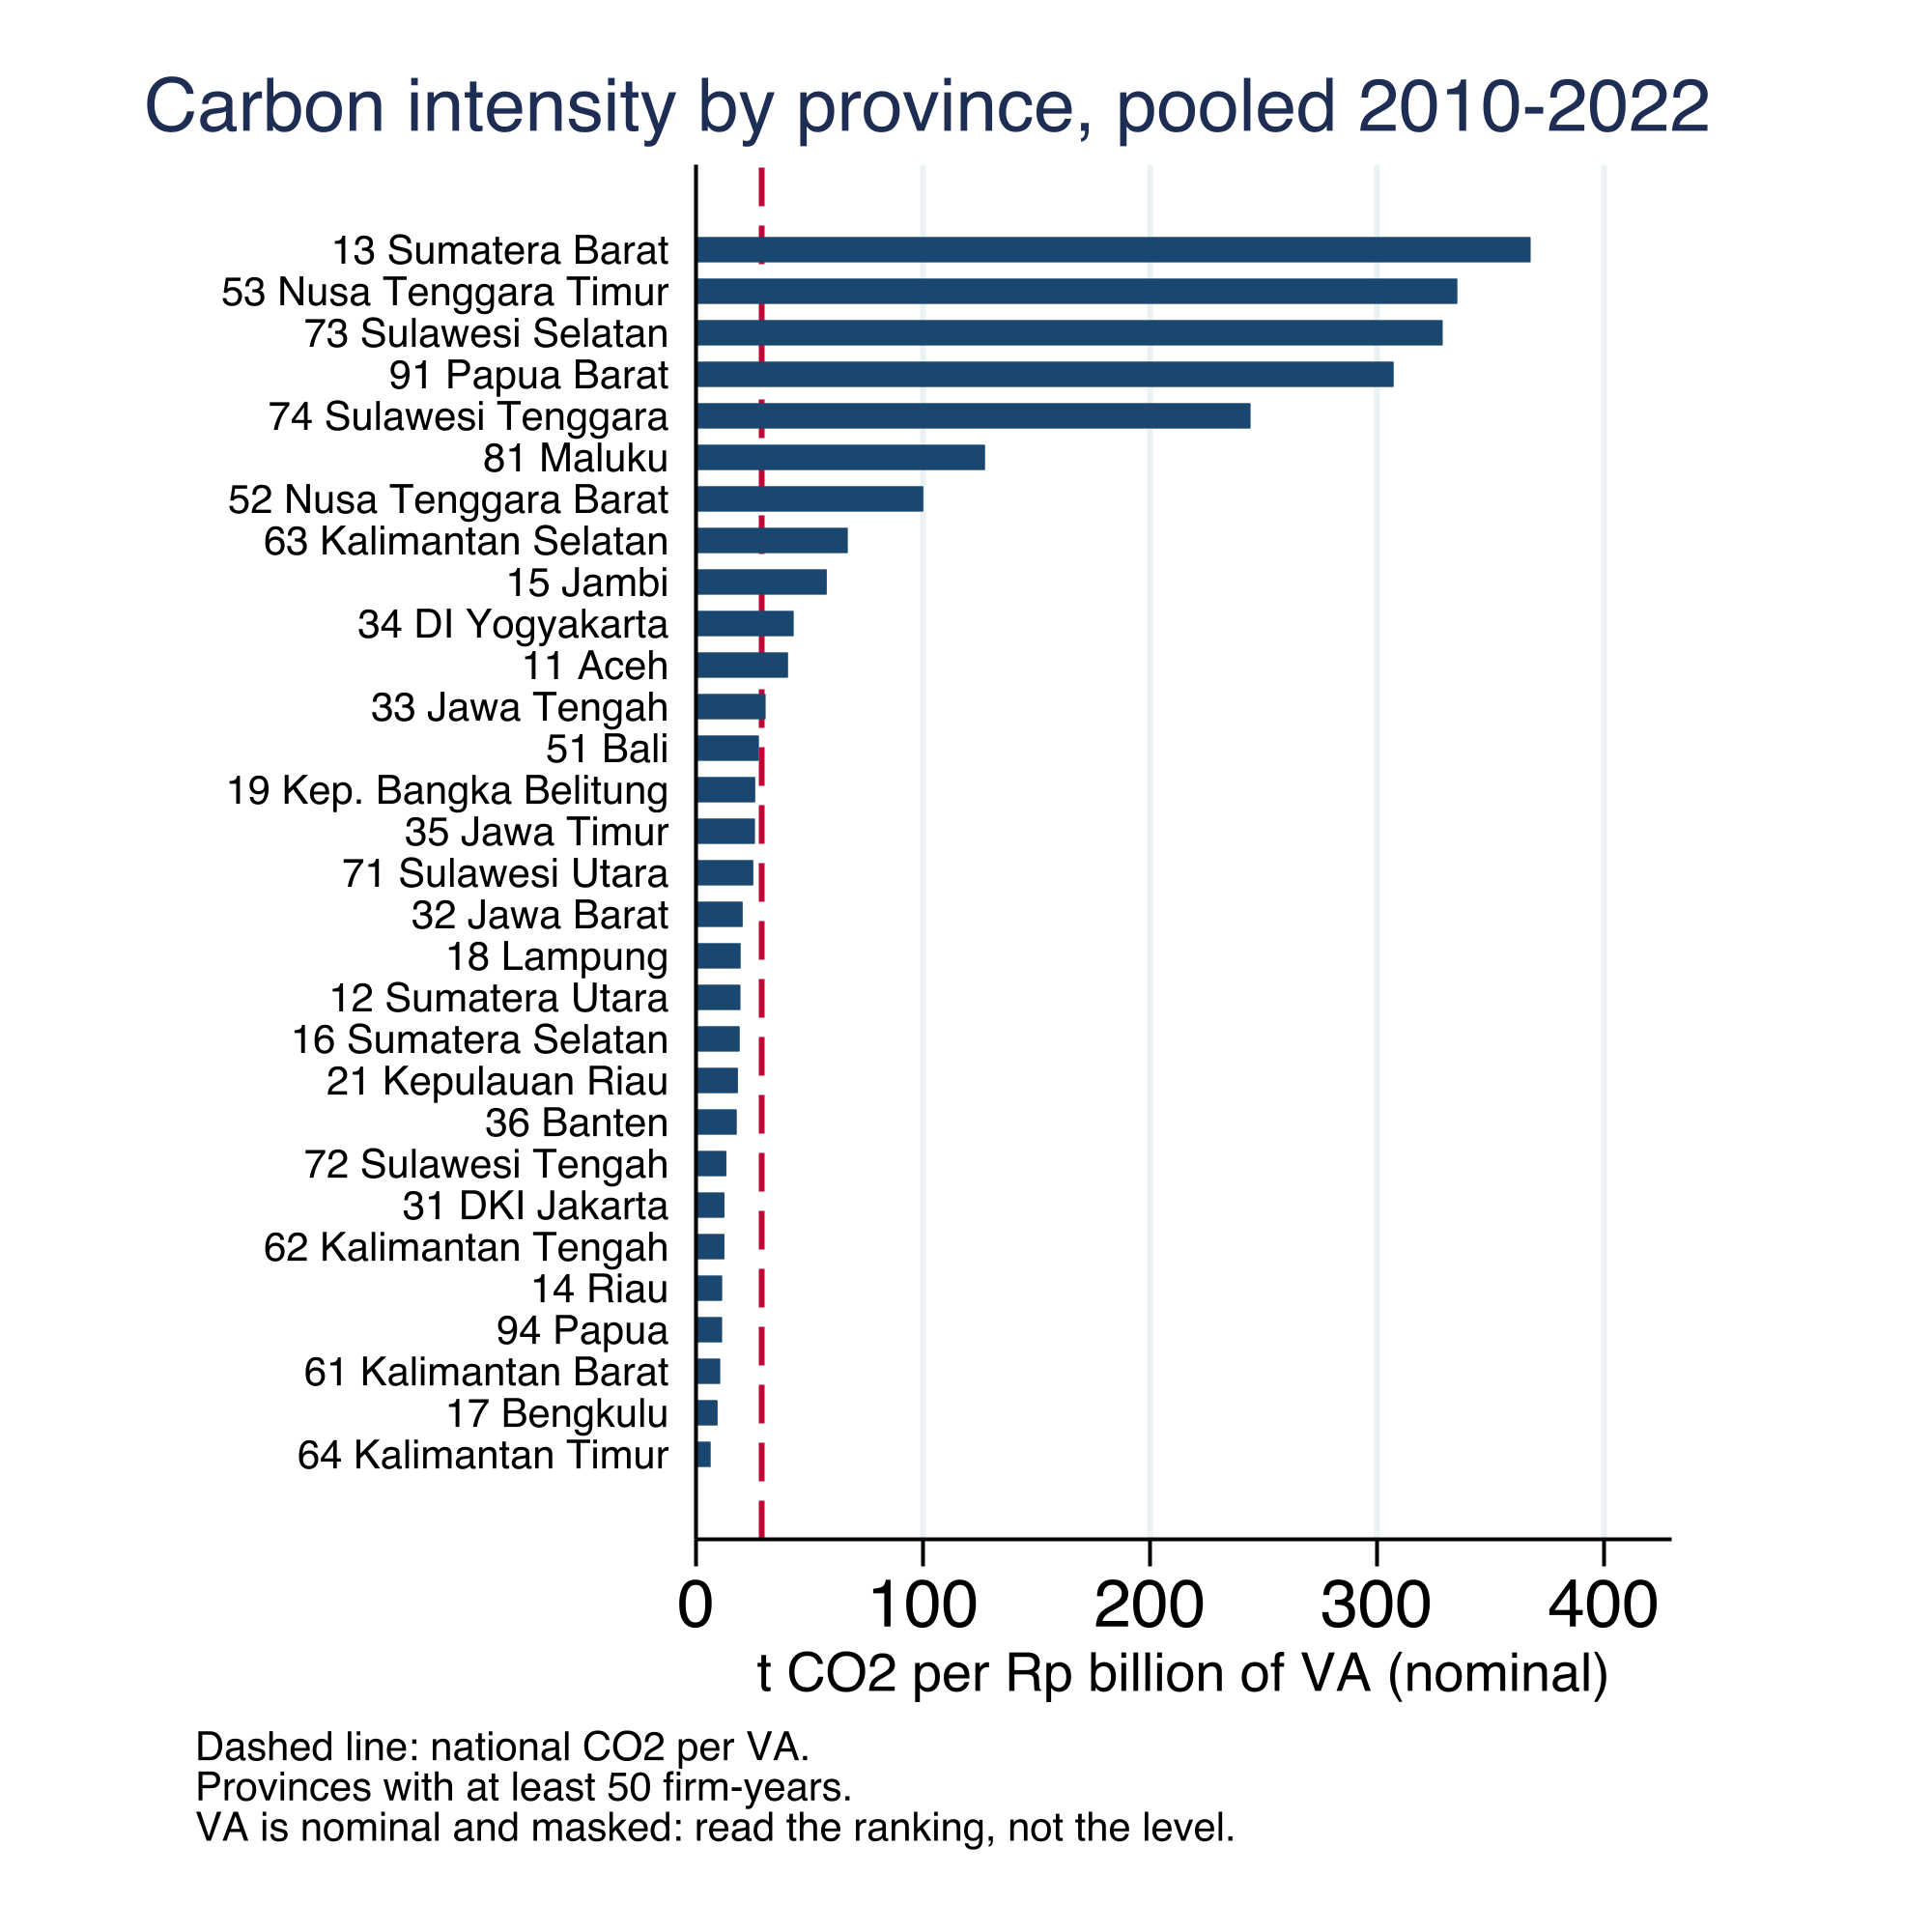 Carbon intensity by province, pooled 2010-2022
13 Sumatera Barat
53 Nusa Tenggara Timur
73 Sulawesi Selatan
91 Papua Barat
74 Sulawesi Tenggara
81 Maluku
52 Nusa Tenggara Barat
63 Kalimantan Selatan
15 Jambi
34 DI Yogyakarta
11 Aceh
33 Jawa Tengah
51 Bali
19 Kep. Bangka Belitung
35 Jawa Timur
71 Sulawesi Utara
32 Jawa Barat
18 Lampung
12 Sumatera Utara
16 Sumatera Selatan
21 Kepulauan Riau
36 Banten
72 Sulawesi Tengah
31 DKI Jakarta
62 Kalimantan Tengah
14 Riau
94 Papua
61 Kalimantan Barat
17 Bengkulu
64 Kalimantan Timur
0 100 200 300 400
t CO2 per Rp billion of VA (nominal)
Dashed line: national CO2 per VA.
Provinces with at least 50 firm-years.
VA is nominal and masked: read the ranking, not the level.